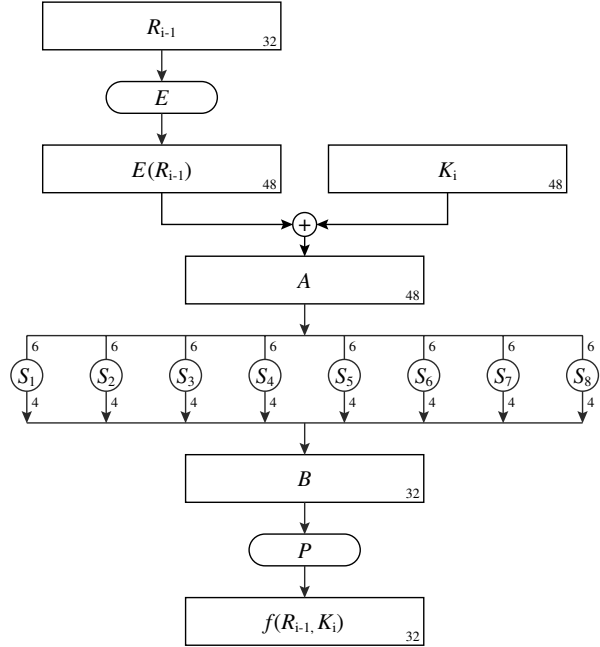 R_{i-1}
32
E
E(R_{i-1})
48
K_i
48
+
A
48
6 6 6 6 6 6 6 6
S_1 S_2 S_3 S_4 S_5 S_6 S_7 S_8
4 4 4 4 4 4 4 4
B
32
P
f(R_{i-1}, K_i)
32